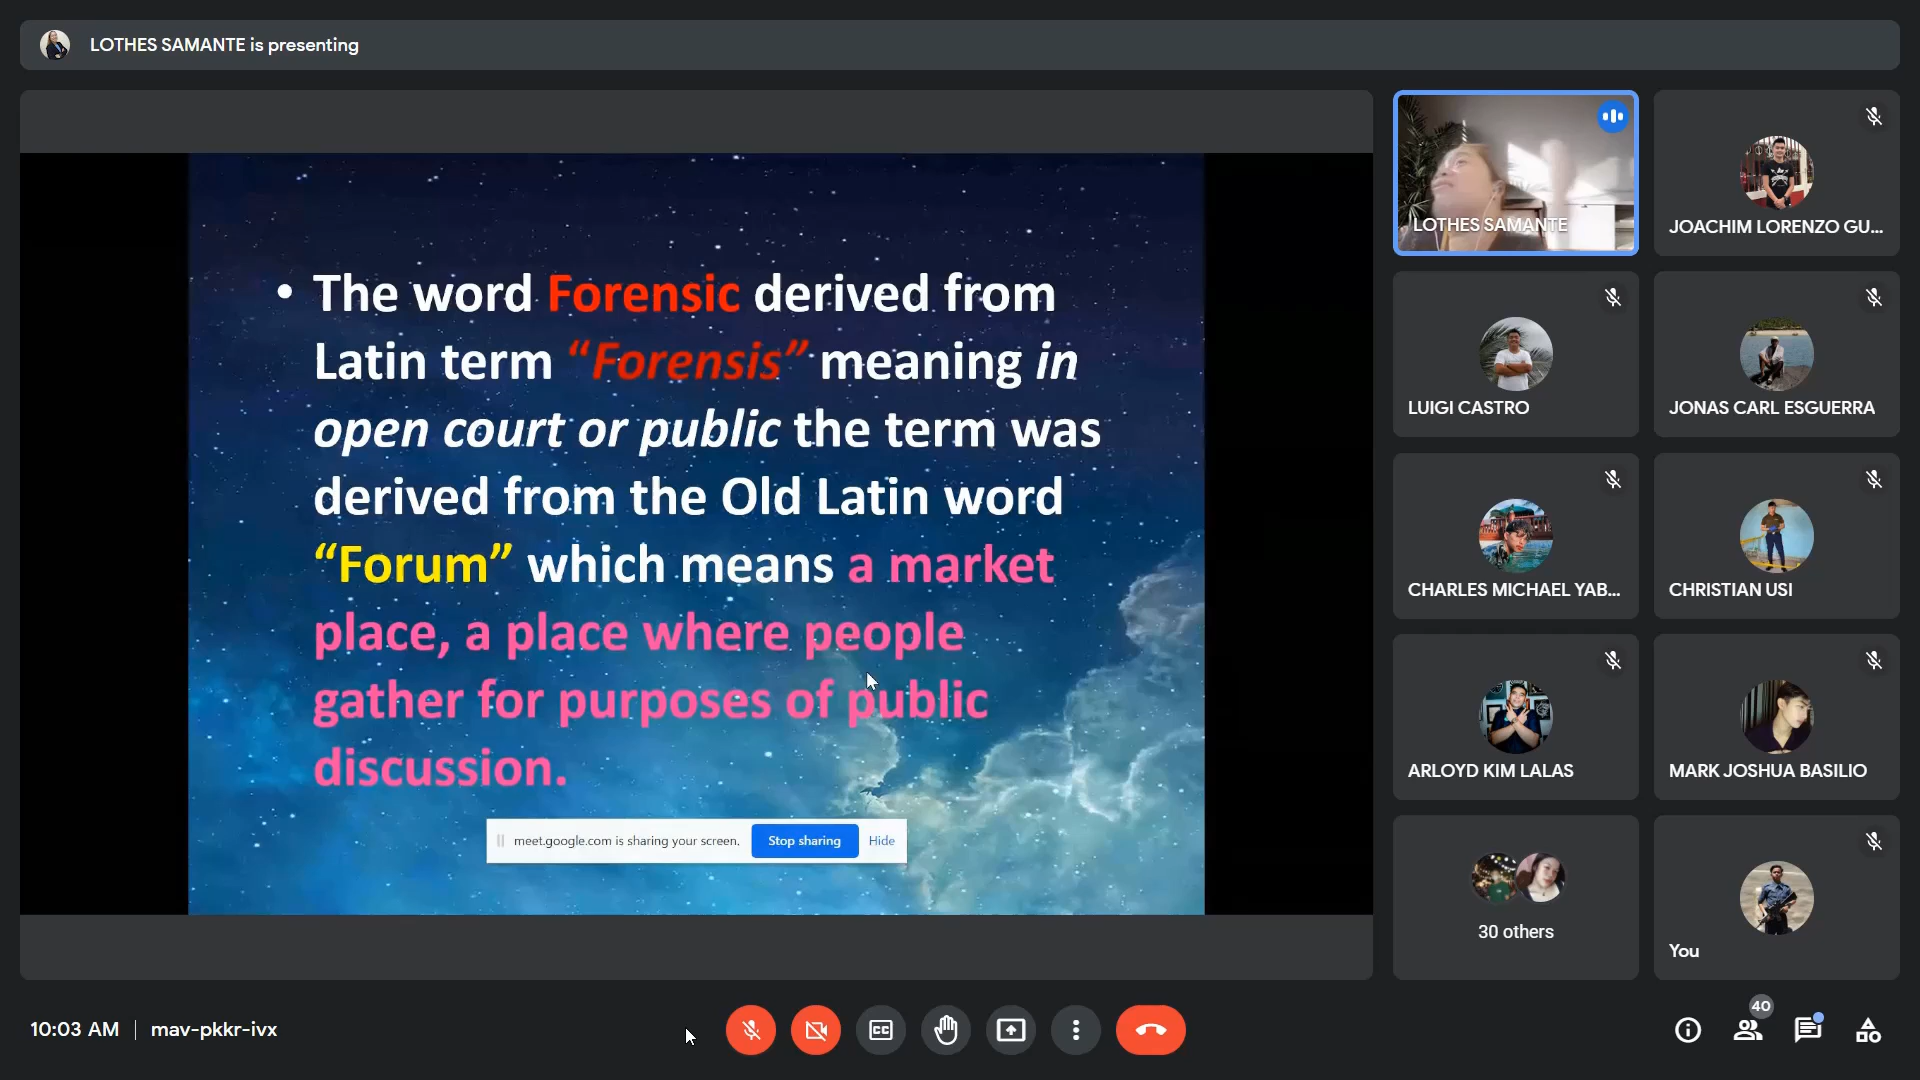 LOTHES SAMANTE is presenting
• The word Forensic derived from
Latin term “Forensis” meaning in
open court or public the term was
derived from the Old Latin word
“Forum” which means a market
place, a place where people
gather for purposes of public
discussion.
meet.google.com is sharing your screen. Stop sharing Hide
LOTHES SAMANTE
JOACHIM LORENZO GU...
LUIGI CASTRO
JONAS CARL ESGUERRA
CHARLES MICHAEL YAB...
CHRISTIAN USI
ARLOYD KIM LALAS
MARK JOSHUA BASILIO
30 others
You
10:03 AM | mav-pkkr-ivx
CC
40